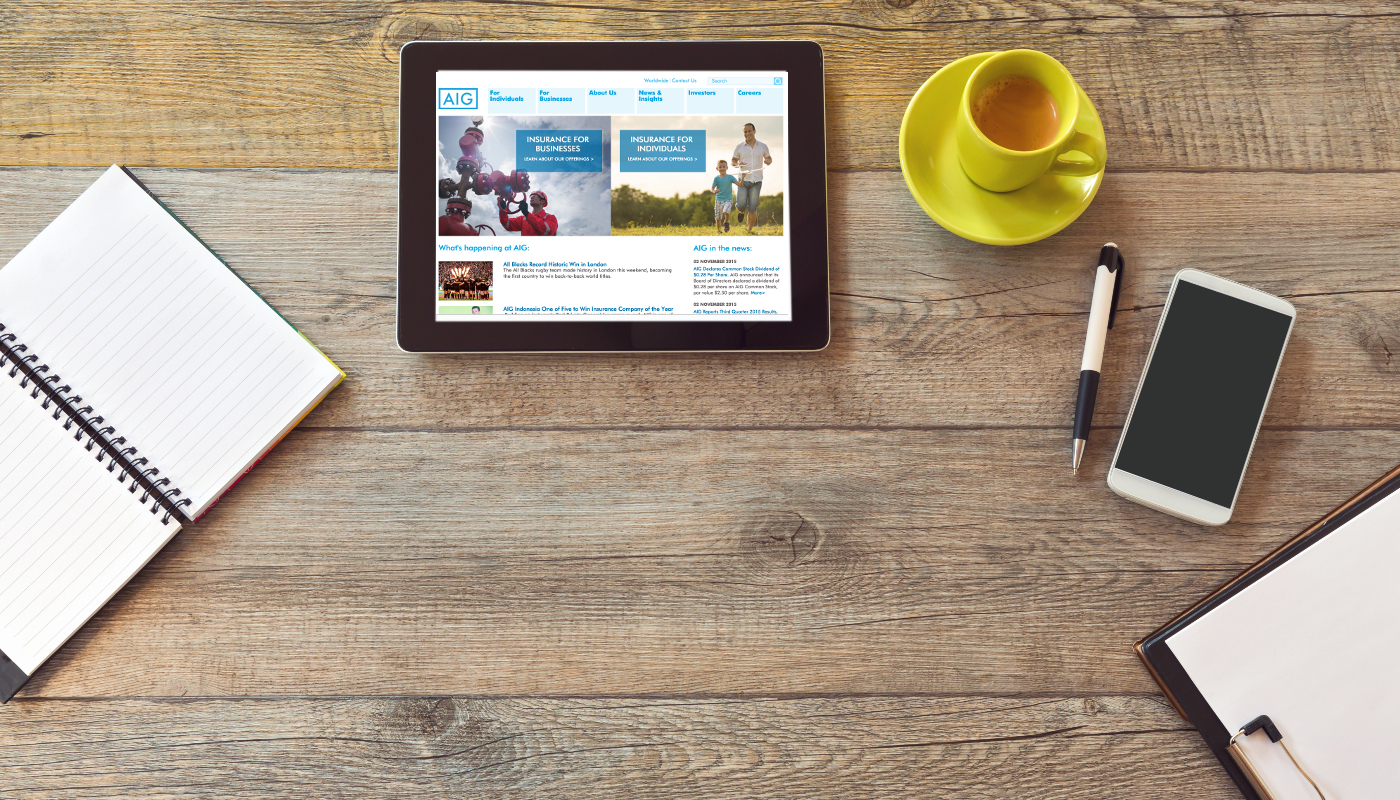 Worldwide | Contact Us
Search
AIG
For
Individuals
For
Businesses
About Us
News &
Insights
Investors
Careers
INSURANCE FOR
BUSINESSES
LEARN ABOUT OUR OFFERINGS >
INSURANCE FOR
INDIVIDUALS
LEARN ABOUT OUR OFFERINGS >
What's happening at AIG:
All Blacks Record Historic Win in London
The All Blacks rugby team made history in London this weekend, becoming
the first country to win back-to-back world titles.
AIG Indonesia One of Five to Win Insurance Company of the Year
AIG in the news:
02 NOVEMBER 2015
AIG Declares Common Stock Dividend of
$0.28 Per Share. AIG announced that its
Board of Directors declared a dividend of
$0.28 per share on AIG Common Stock,
par value $2.50 per share. More>
02 NOVEMBER 2015
AIG Reports Third Quarter 2015 Results.